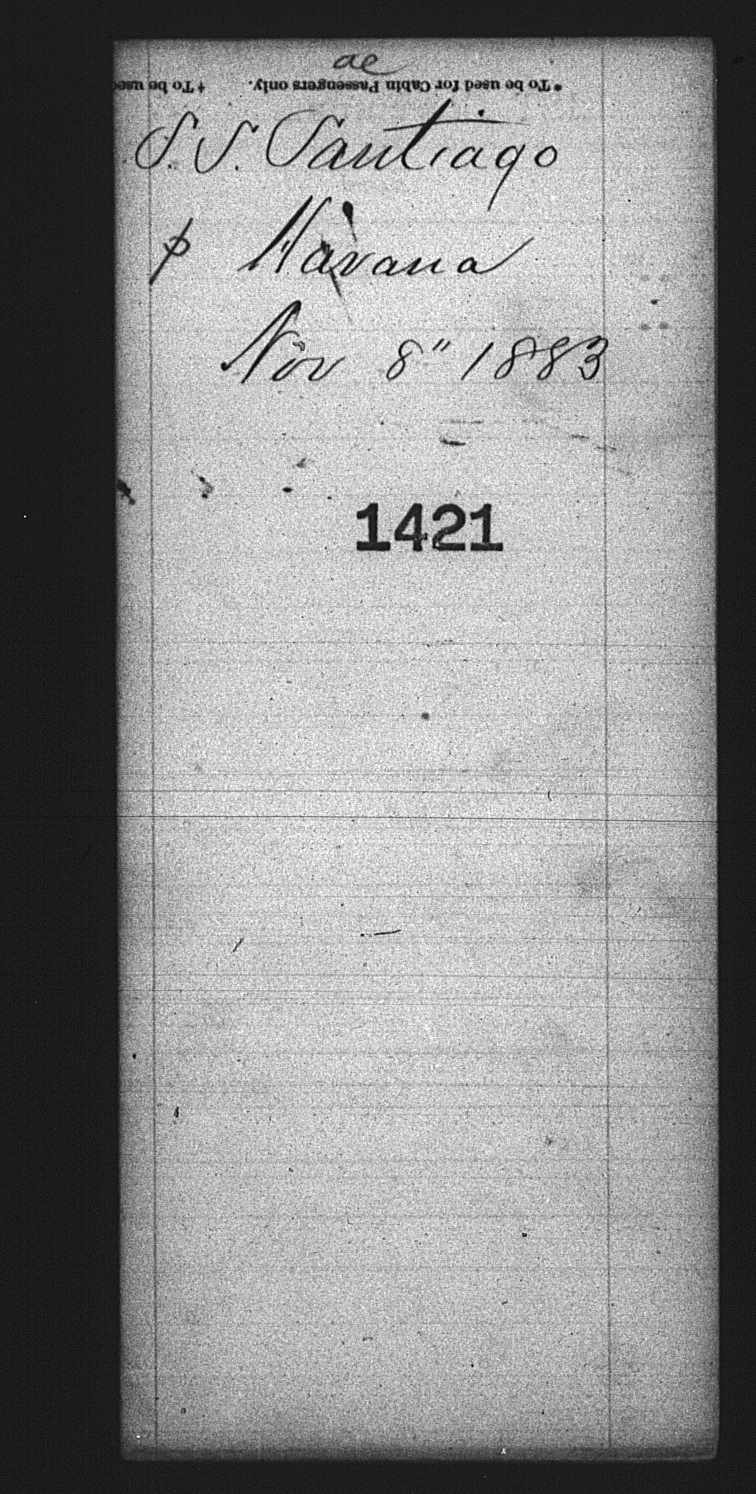 ae
*To be used for Cabin Passengers only. †To be used
S. S. Santiago
p Havana
Nov 8" 1883
1421